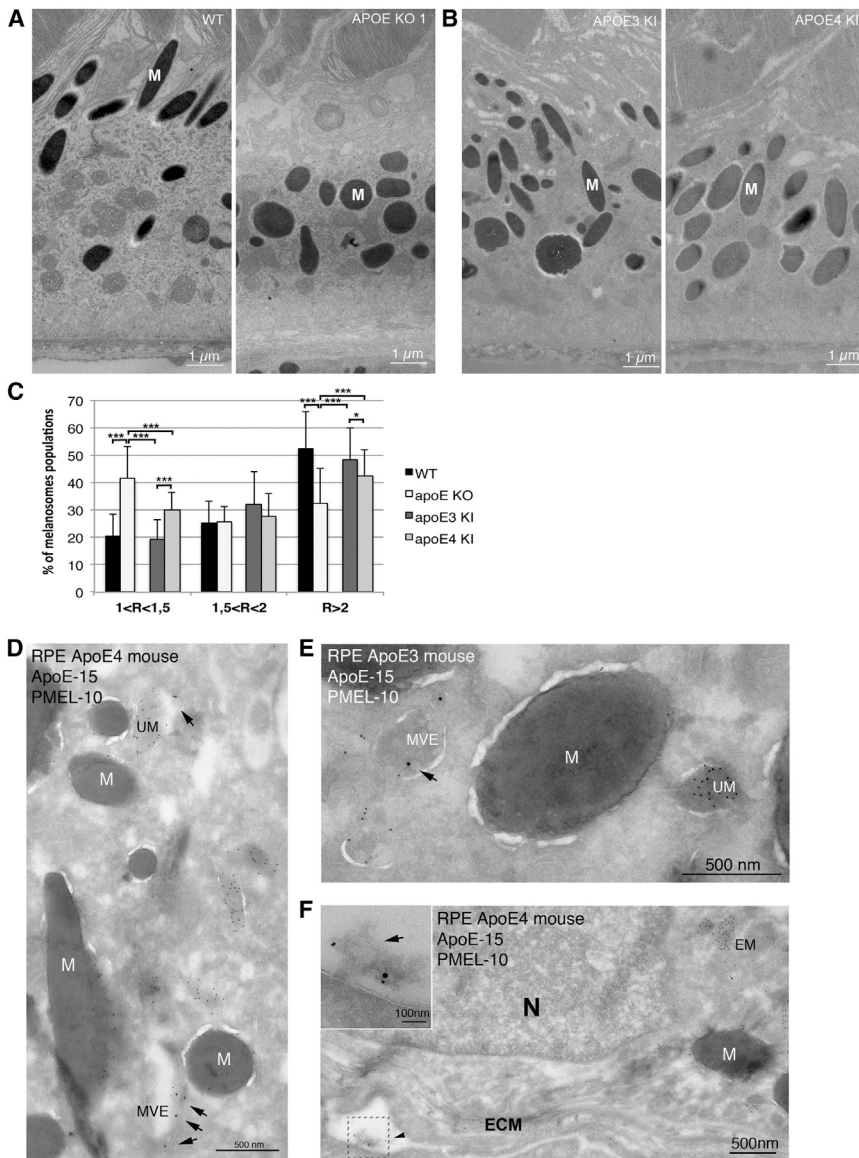 A
WT
M
1 µm
APOE KO 1
M
1 µm
B
APOE3 KI
M
1 µm
APOE4 KI
M
1 µm
C
% of melanosomes populations
70
60
50
40
30
20
10
0
*** *** ***
***
*** *** ***
*
1<R<1,5
1,5<R<2
R>2
WT
apoE KO
apoE3 KI
apoE4 KI
D
RPE ApoE4 mouse
ApoE-15
PMEL-10
UM
M
M
M
MVE
500 nm
E
RPE ApoE3 mouse
ApoE-15
PMEL-10
MVE
M
UM
500 nm
F
100nm
RPE ApoE4 mouse
ApoE-15
PMEL-10
EM
N
M
ECM
500nm